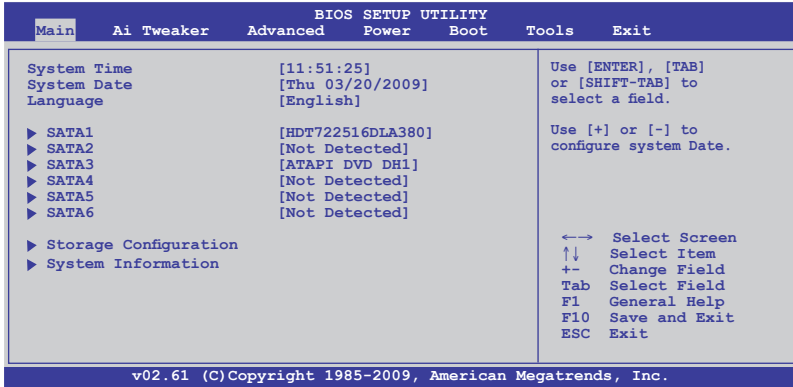 BIOS SETUP UTILITY
Main Ai Tweaker Advanced Power Boot Tools Exit
System Time [11:51:25]
System Date [Thu 03/20/2009]
Language [English]
SATA1 [HDT722516DLA380]
SATA2 [Not Detected]
SATA3 [ATAPI DVD DH1]
SATA4 [Not Detected]
SATA5 [Not Detected]
SATA6 [Not Detected]
Storage Configuration
System Information
Use [ENTER], [TAB]
or [SHIFT-TAB] to
select a field.
Use [+] or [-] to
configure system Date.
←→ Select Screen
↑↓ Select Item
+- Change Field
Tab Select Field
F1 General Help
F10 Save and Exit
ESC Exit
v02.61 (C)Copyright 1985-2009, American Megatrends, Inc.